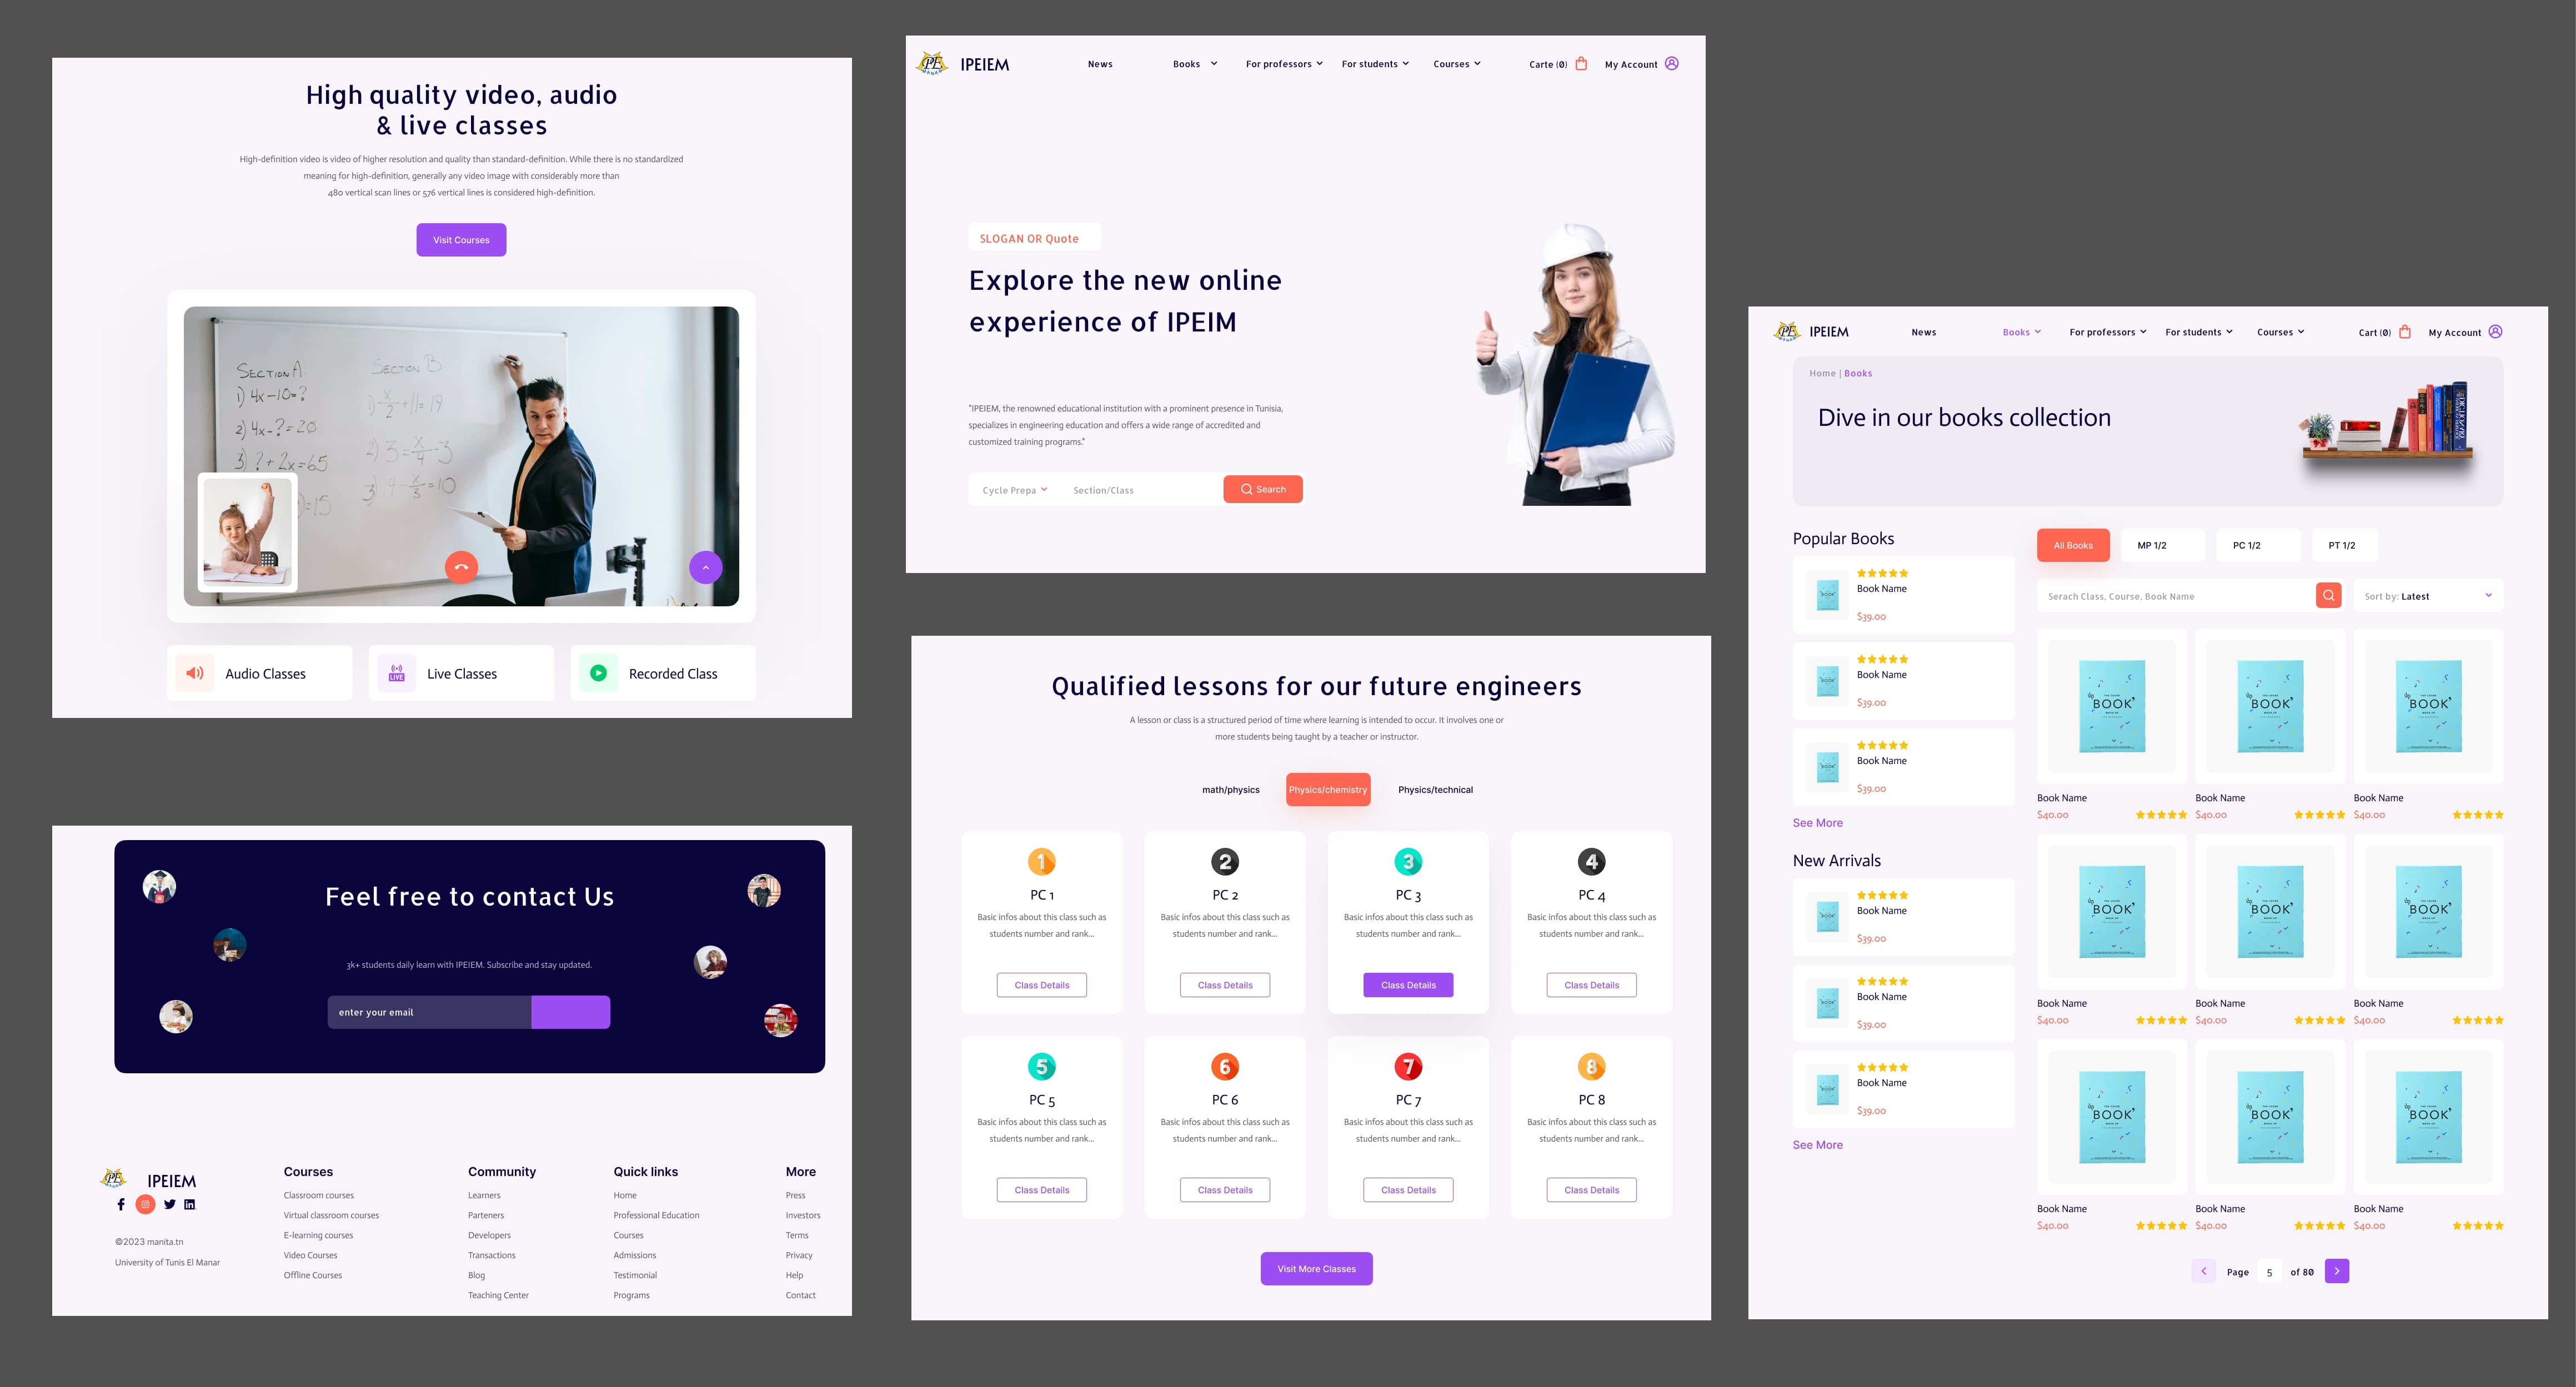 High quality video, audio
& live classes
High-definition video is video of higher resolution and quality than standard-definition. While there is no standardized
meaning for high-definition, generally any video image with considerably more than
480 vertical scan lines or 576 vertical lines is considered high-definition.
Visit Courses
SECTION A
1) 4x-10=?
2) 4x-?=20
3) ?+2x=65
SECTION B
Audio Classes
LIVE
Live Classes
Recorded Class
Feel free to contact Us
3k+ students daily learn with IPEIEM. Subscribe and stay updated.
enter your email
IPEIEM
©2023 manita.tn
University of Tunis El Manar
Courses
Classroom courses
Virtual classroom courses
E-learning courses
Video Courses
Offline Courses
Community
Learners
Parteners
Developers
Transactions
Blog
Teaching Center
Quick links
Home
Professional Education
Courses
Admissions
Testimonial
Programs
More
Press
Investors
Terms
Privacy
Help
Contact
IPEIEM
News
Books
For professors
For students
Courses
Carte (0)
My Account
SLOGAN OR Quote
Explore the new online
experience of IPEIM
"IPEIEM, the renowned educational institution with a prominent presence in Tunisia,
specializes in engineering education and offers a wide range of accredited and
customized training programs."
Cycle Prepa
Section/Class
Search
Qualified lessons for our future engineers
A lesson or class is a structured period of time where learning is intended to occur. It involves one or
more students being taught by a teacher or instructor.
math/physics
Physics/chemistry
Physics/technical
1
PC 1
Basic infos about this class such as
students number and rank...
Class Details
2
PC 2
Basic infos about this class such as
students number and rank...
Class Details
3
PC 3
Basic infos about this class such as
students number and rank...
Class Details
4
PC 4
Basic infos about this class such as
students number and rank...
Class Details
5
PC 5
Basic infos about this class such as
students number and rank...
Class Details
6
PC 6
Basic infos about this class such as
students number and rank...
Class Details
7
PC 7
Basic infos about this class such as
students number and rank...
Class Details
8
PC 8
Basic infos about this class such as
students number and rank...
Class Details
Visit More Classes
IPEIEM
News
Books
For professors
For students
Courses
Cart (0)
My Account
Home | Books
Dive in our books collection
Popular Books
Book Name
$39.00
Book Name
$39.00
Book Name
$39.00
See More
New Arrivals
Book Name
$39.00
Book Name
$39.00
Book Name
$39.00
See More
All Books
MP 1/2
PC 1/2
PT 1/2
Serach Class, Course, Book Name
Sort by: Latest
BOOK
BOOK
BOOK
Book Name
$40.00
Book Name
$40.00
Book Name
$40.00
BOOK
BOOK
BOOK
Book Name
$40.00
Book Name
$40.00
Book Name
$40.00
BOOK
BOOK
BOOK
Book Name
$40.00
Book Name
$40.00
Book Name
$40.00
Page 5 of 80